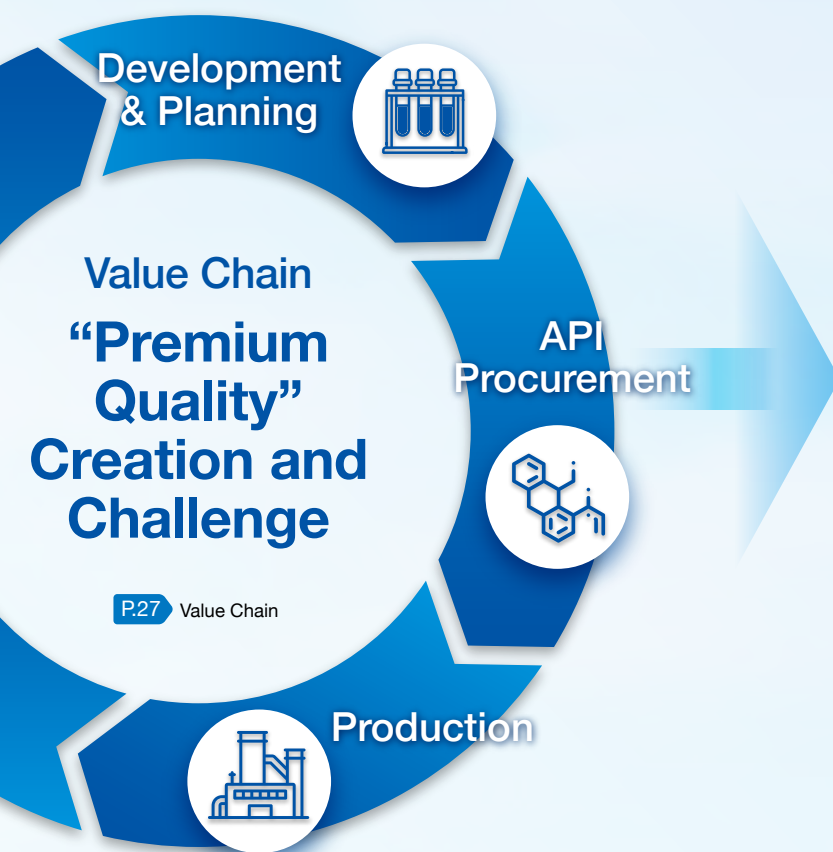 Development
& Planning
Value Chain
“Premium
Quality”
Creation and
Challenge
P.27 Value Chain
API
Procurement
Production